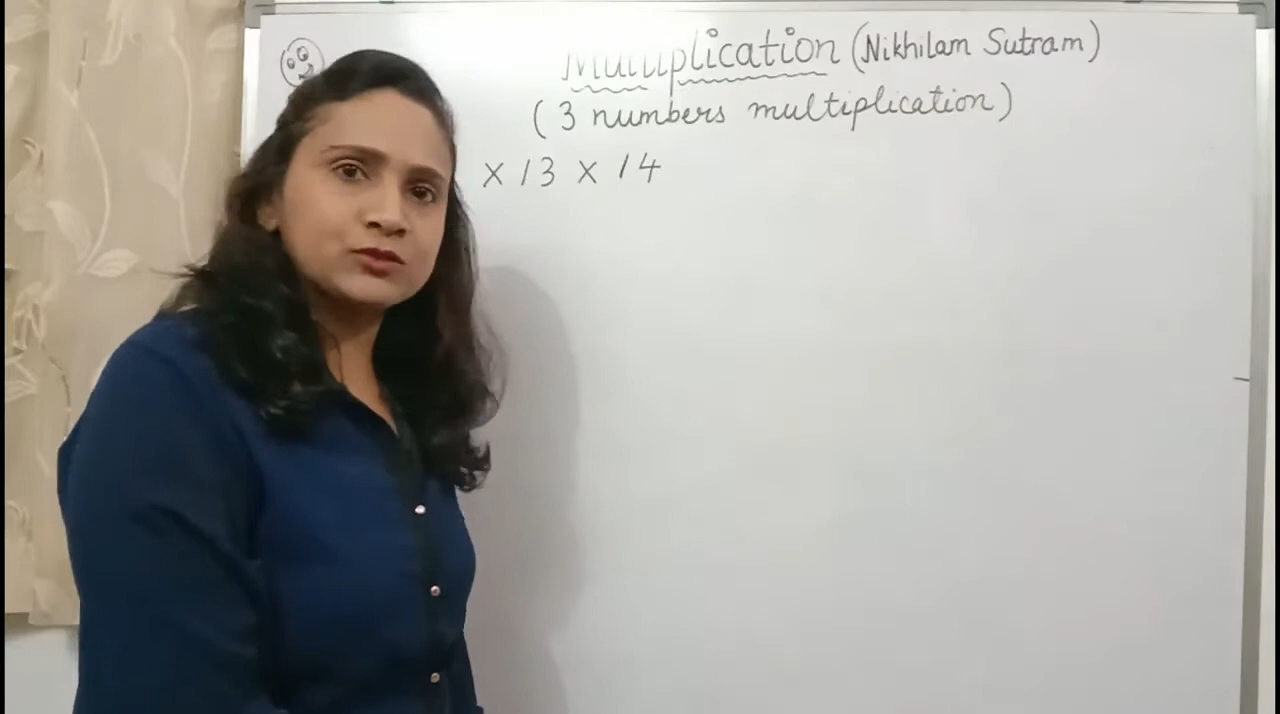 Multiplication (Nikhilam Sutram)
(3 numbers multiplication)
x 13 x 14